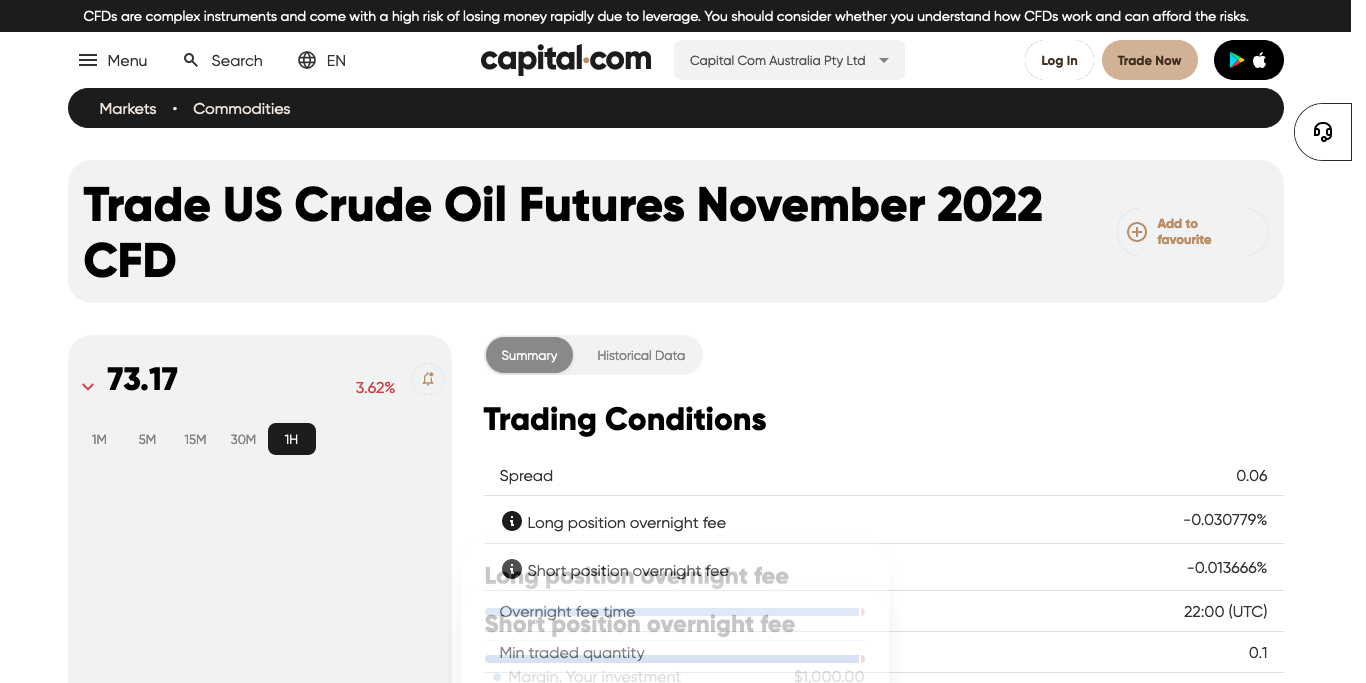 CFDs are complex instruments and come with a high risk of losing money rapidly due to leverage. You should consider whether you understand how CFDs work and can afford the risks.
Menu Search EN capital.com Capital Com Australia Pty Ltd Log In Trade Now
Markets • Commodities
Trade US Crude Oil Futures November 2022
CFD
Add to
favourite
73.17
3.62%
1M 5M 15M 30M 1H
Summary Historical Data
Trading Conditions
Spread 0.06
Long position overnight fee -0.030779%
Short position overnight fee -0.013666%
Long position overnight fee
Overnight fee time 22:00 (UTC)
Short position overnight fee
Min traded quantity 0.1
Margin. Your investment $1,000.00